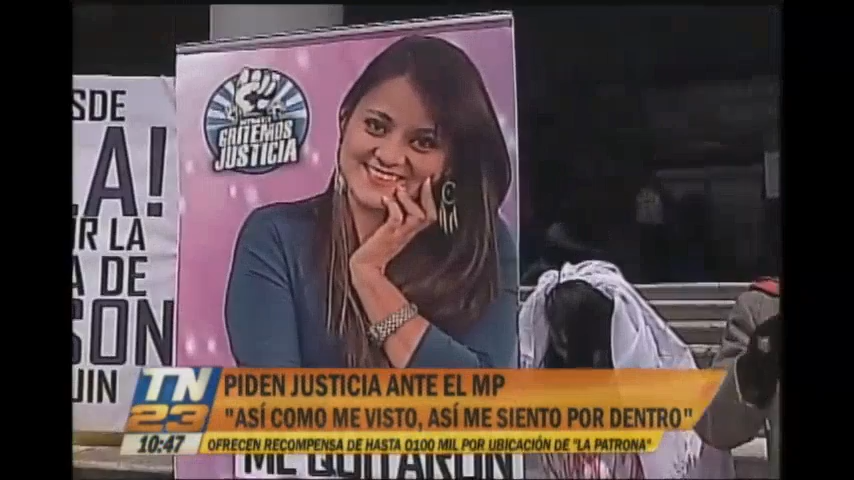 SDE
A!
IR LA
A DE
SON
UIN
GRITEMOS
JUSTICIA
TN
23
10:47
PIDEN JUSTICIA ANTE EL MP
"ASÍ COMO ME VISTO, ASÍ ME SIENTO POR DENTRO"
OFRECEN RECOMPENSA DE HASTA Q100 MIL POR UBICACIÓN DE "LA PATRONA"
ME QUITARON